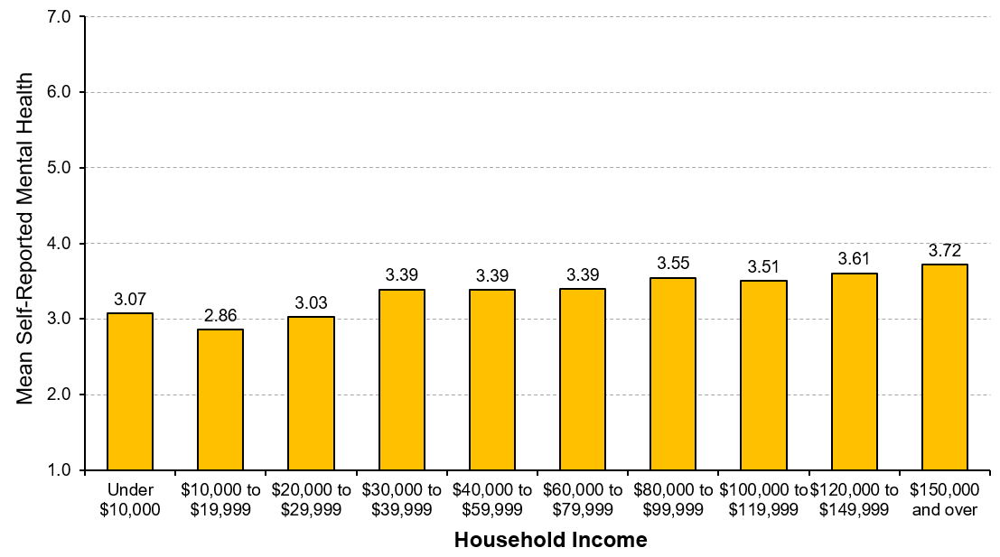 7.0
6.0
5.0
4.0
3.0
2.0
1.0
Mean Self-Reported Mental Health
3.07
2.86
3.03
3.39
3.39
3.39
3.55
3.51
3.61
3.72
Under
$10,000
$10,000 to
$19,999
$20,000 to
$29,999
$30,000 to
$39,999
$40,000 to
$59,999
$60,000 to
$79,999
$80,000 to
$99,999
$100,000 to
$119,999
$120,000 to
$149,999
$150,000
and over
Household Income